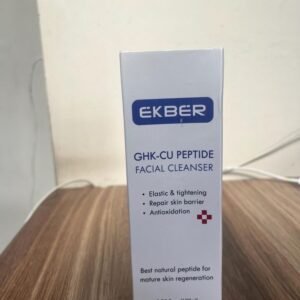 EKBER
GHK-CU PEPTIDE
FACIAL CLEANSER
• Elastic & tightening
• Repair skin barrier
• Antioxidation
Best natural peptide for
mature skin regeneration